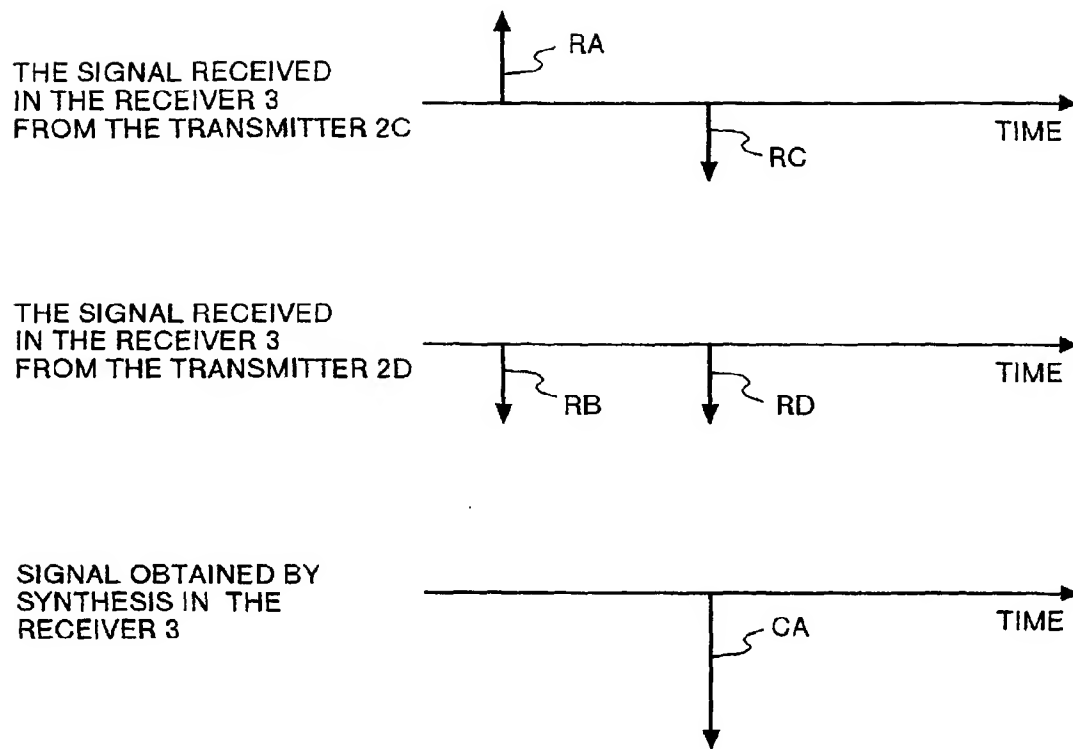 RA
THE SIGNAL RECEIVED
IN THE RECEIVER 3
FROM THE TRANSMITTER 2C
TIME
RC
THE SIGNAL RECEIVED
IN THE RECEIVER 3
FROM THE TRANSMITTER 2D
TIME
RB
RD
SIGNAL OBTAINED BY
SYNTHESIS IN THE
RECEIVER 3
TIME
CA